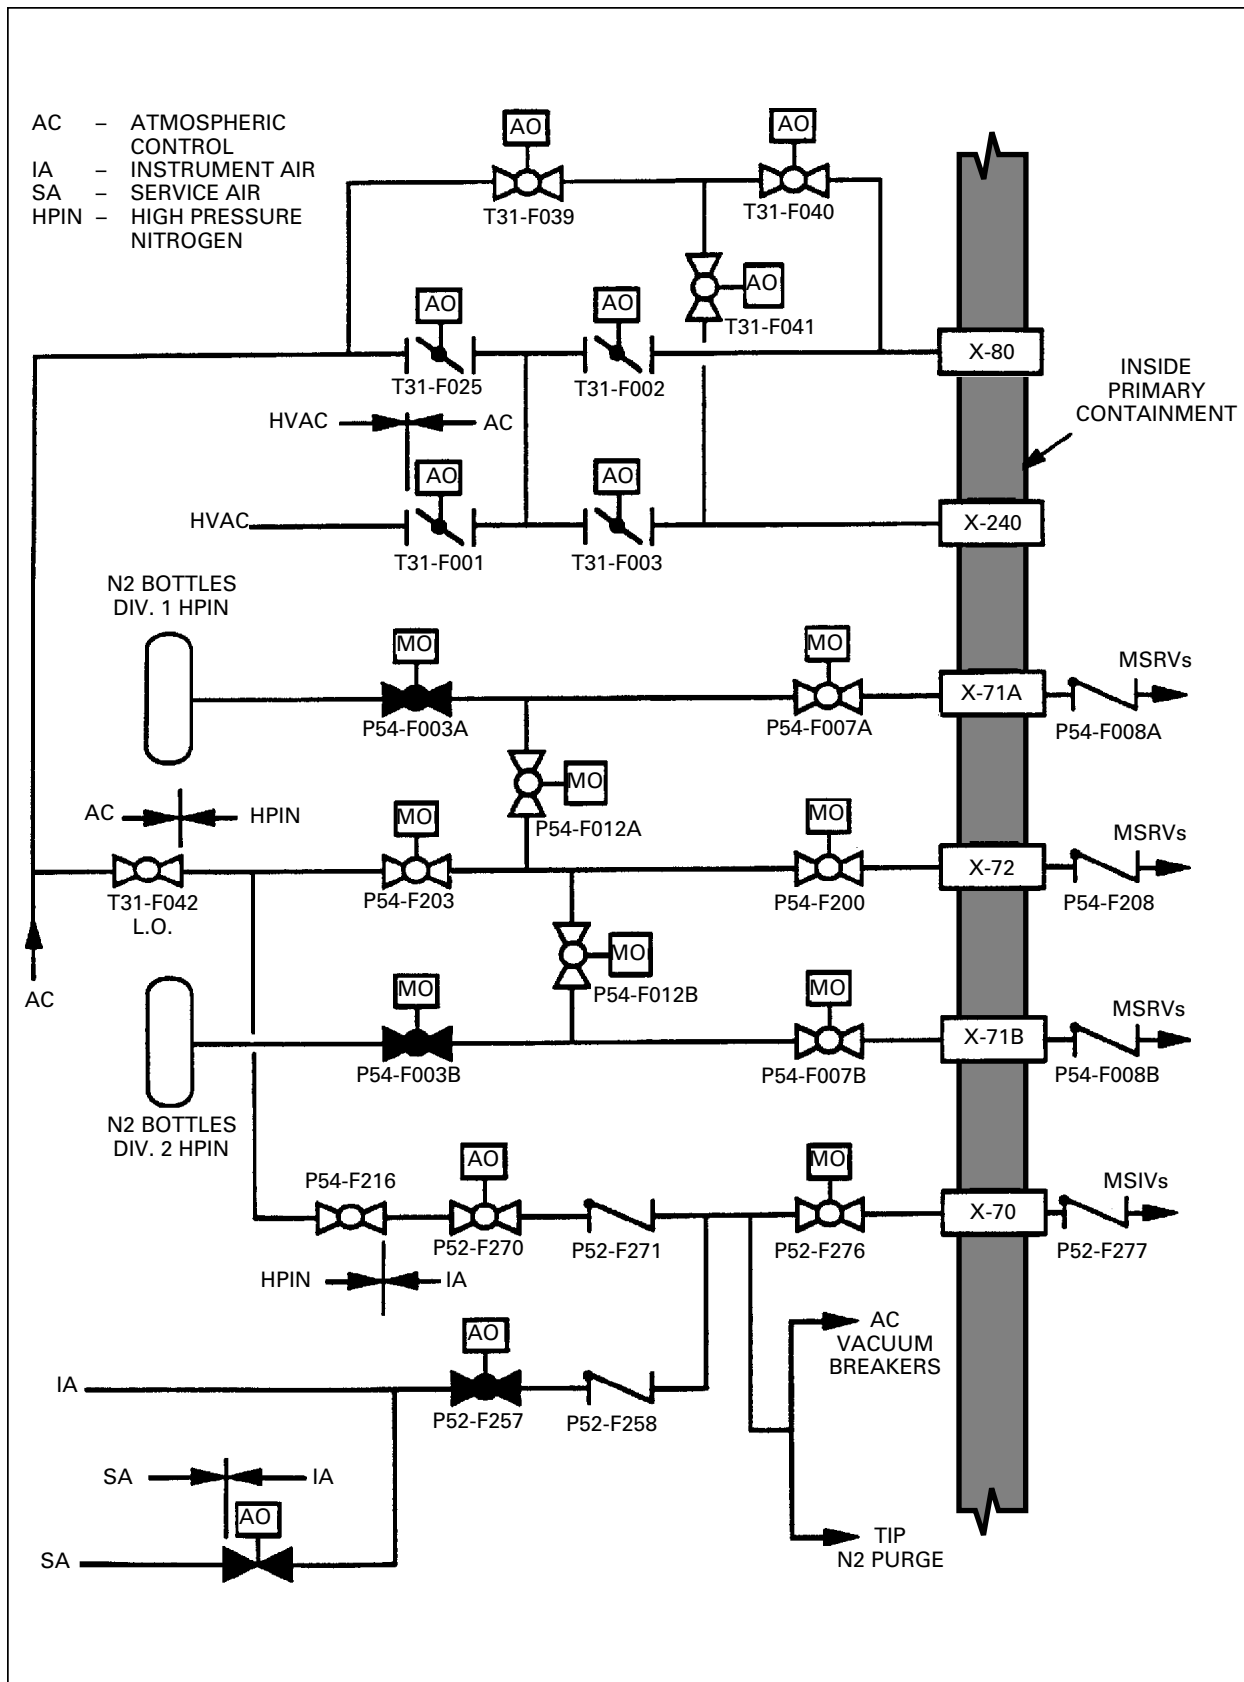 AC – ATMOSPHERIC
CONTROL
IA – INSTRUMENT AIR
SA – SERVICE AIR
HPIN – HIGH PRESSURE
NITROGEN
AO
AO
T31-F039
T31-F040
AO
T31-F041
AO
AO
T31-F025
T31-F002
X-80
INSIDE
PRIMARY
CONTAINMENT
HVAC
AC
AO
AO
HVAC
T31-F001
T31-F003
X-240
N2 BOTTLES
DIV. 1 HPIN
MO
MO
P54-F003A
P54-F007A
X-71A
MSRVs
P54-F008A
MO
P54-F012A
AC
HPIN
MO
MO
T31-F042
L.O.
P54-F203
P54-F200
X-72
MSRVs
P54-F208
MO
P54-F012B
AC
MO
MO
P54-F003B
P54-F007B
X-71B
MSRVs
P54-F008B
N2 BOTTLES
DIV. 2 HPIN
P54-F216
AO
MO
P52-F270
P52-F271
P52-F276
X-70
MSIVs
P52-F277
HPIN
IA
AO
IA
P52-F257
P52-F258
AC
VACUUM
BREAKERS
SA
IA
AO
SA
TIP
N2 PURGE